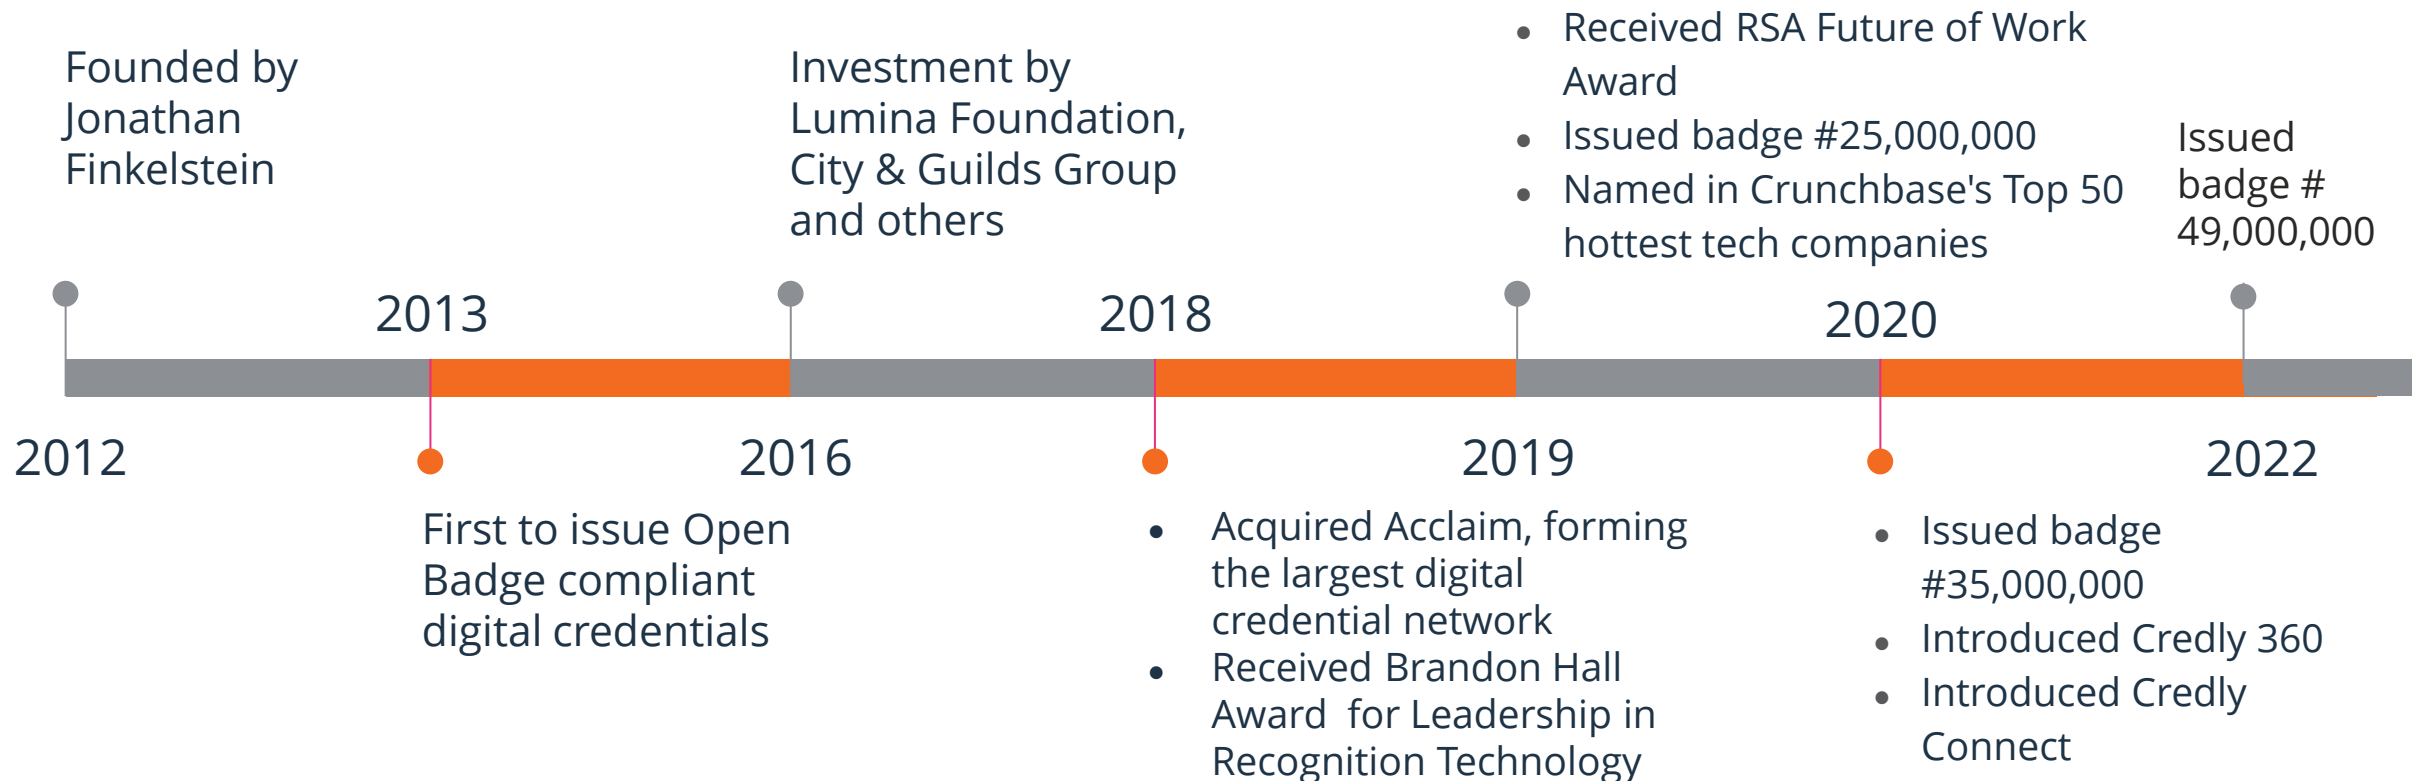 Founded by
Jonathan
Finkelstein
2012
2013
First to issue Open
Badge compliant
digital credentials
Investment by
Lumina Foundation,
City & Guilds Group
and others
2016
2018
• Acquired Acclaim, forming
the largest digital
credential network
• Received Brandon Hall
Award for Leadership in
Recognition Technology
• Received RSA Future of Work
Award
• Issued badge #25,000,000
• Named in Crunchbase's Top 50
hottest tech companies
2019
2020
• Issued badge
#35,000,000
• Introduced Credly 360
• Introduced Credly
Connect
Issued
badge #
49,000,000
2022